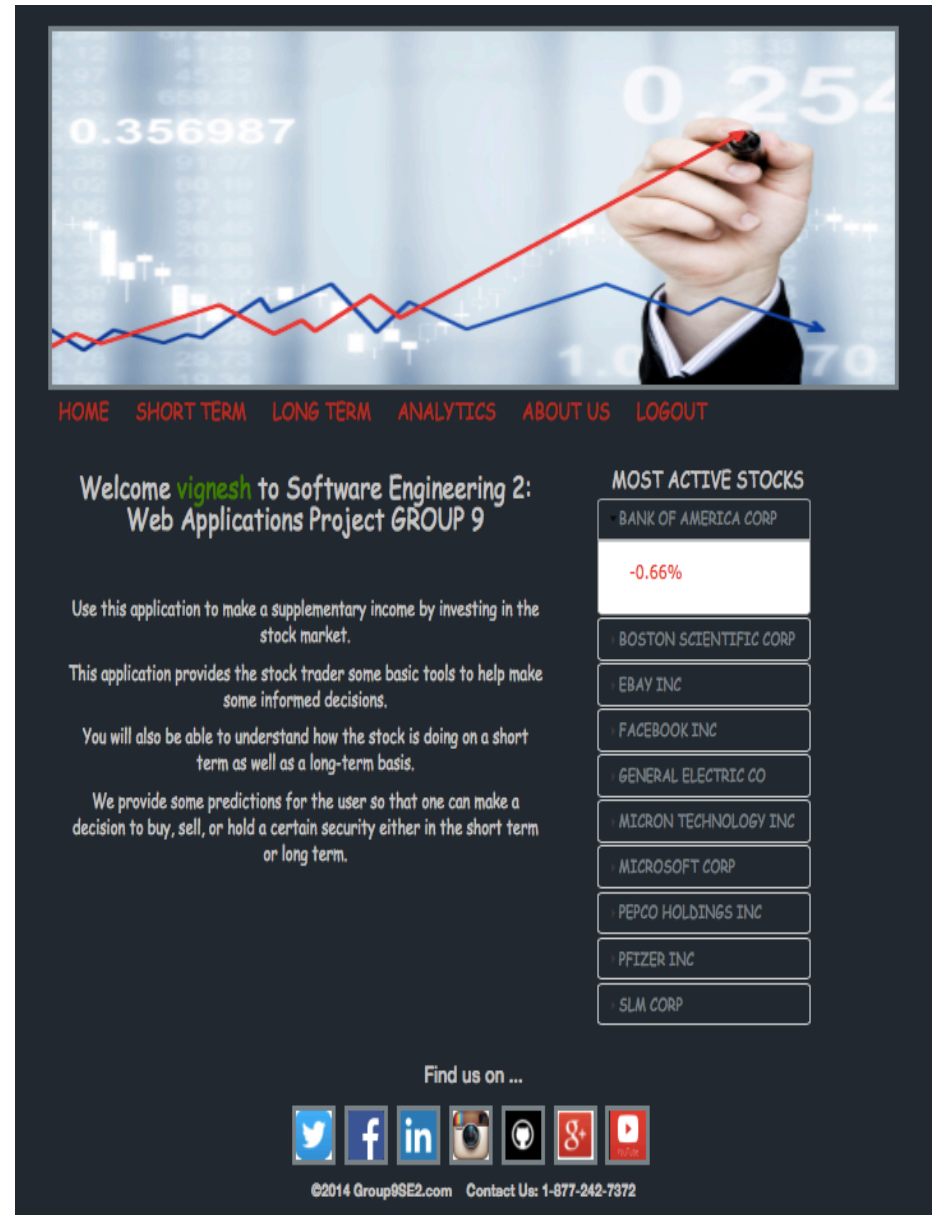 0.254
0.356987
1.0
70
HOME SHORT TERM LONG TERM ANALYTICS ABOUT US LOGOUT
Welcome vignesh to Software Engineering 2:
Web Applications Project GROUP 9
Use this application to make a supplementary income by investing in the
stock market.
This application provides the stock trader some basic tools to help make
some informed decisions.
You will also be able to understand how the stock is doing on a short
term as well as a long-term basis.
We provide some predictions for the user so that one can make a
decision to buy, sell, or hold a certain security either in the short term
or long term.
MOST ACTIVE STOCKS
BANK OF AMERICA CORP
-0.66%
BOSTON SCIENTIFIC CORP
EBAY INC
FACEBOOK INC
GENERAL ELECTRIC CO
MICRON TECHNOLOGY INC
MICROSOFT CORP
PEPCO HOLDINGS INC
PFIZER INC
SLM CORP
Find us on ...
f in 8+ YouTube
©2014 Group9SE2.com Contact Us: 1-877-242-7372